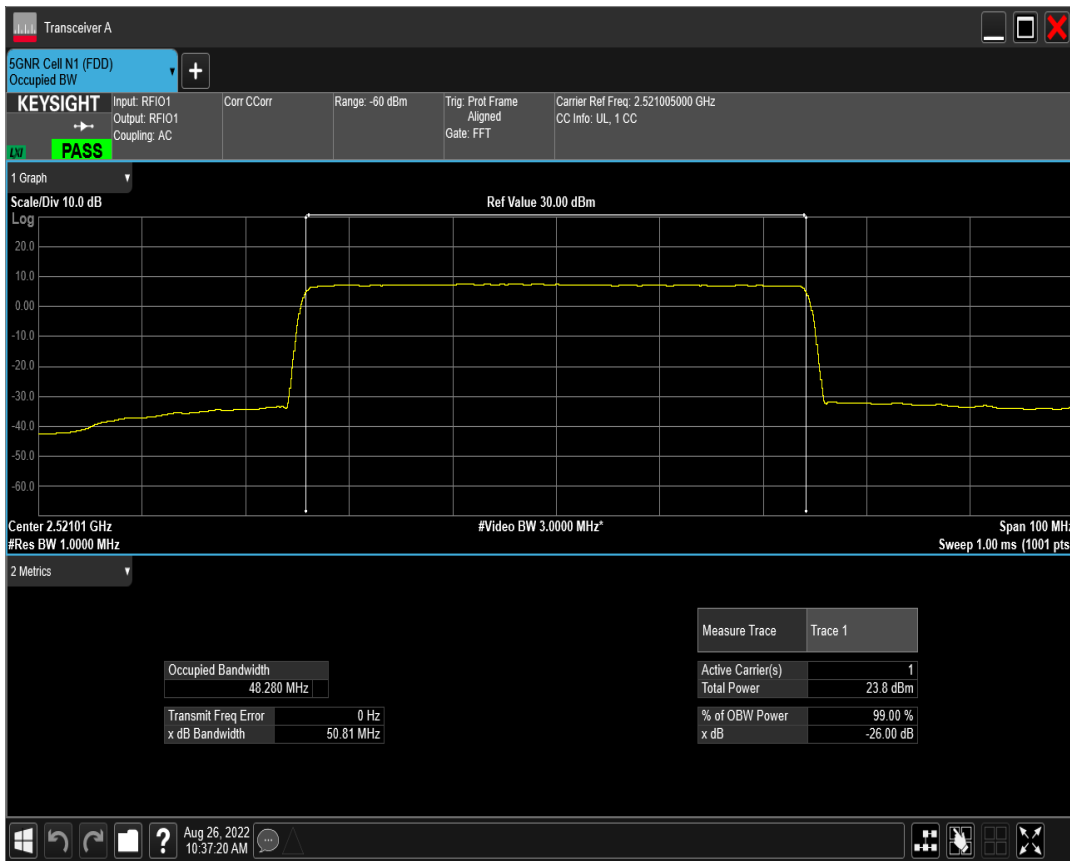 Transceiver A
5GNR Cell N1 (FDD)
Occupied BW
+
KEYSIGHT
Input: RFIO1
Output: RFIO1
Coupling: AC
LXI
PASS
Corr CCorr
Range: -60 dBm
Trig: Prot Frame
Aligned
Gate: FFT
Carrier Ref Freq: 2.521005000 GHz
CC Info: UL, 1 CC
1 Graph
Scale/Div 10.0 dB
Ref Value 30.00 dBm
Log
20.0
10.0
0.00
-10.0
-20.0
-30.0
-40.0
-50.0
-60.0
Center 2.52101 GHz
#Video BW 3.0000 MHz*
Span 100 MHz
#Res BW 1.0000 MHz
Sweep 1.00 ms (1001 pts
2 Metrics
Measure Trace Trace 1
Occupied Bandwidth
48.280 MHz
Active Carrier(s) 1
Total Power 23.8 dBm
Transmit Freq Error 0 Hz
x dB Bandwidth 50.81 MHz
% of OBW Power 99.00 %
x dB -26.00 dB
?
Aug 26, 2022
10:37:20 AM